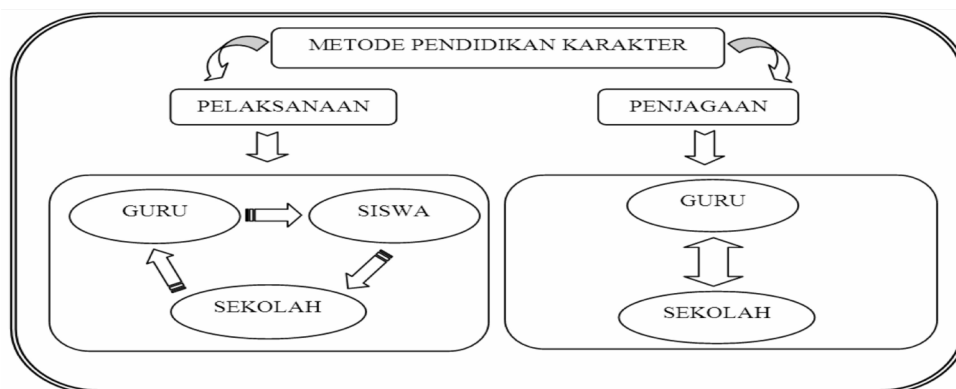 METODE PENDIDIKAN KARAKTER
PELAKSANAAN
PENJAGAAN
GURU
SISWA
SEKOLAH
GURU
SEKOLAH